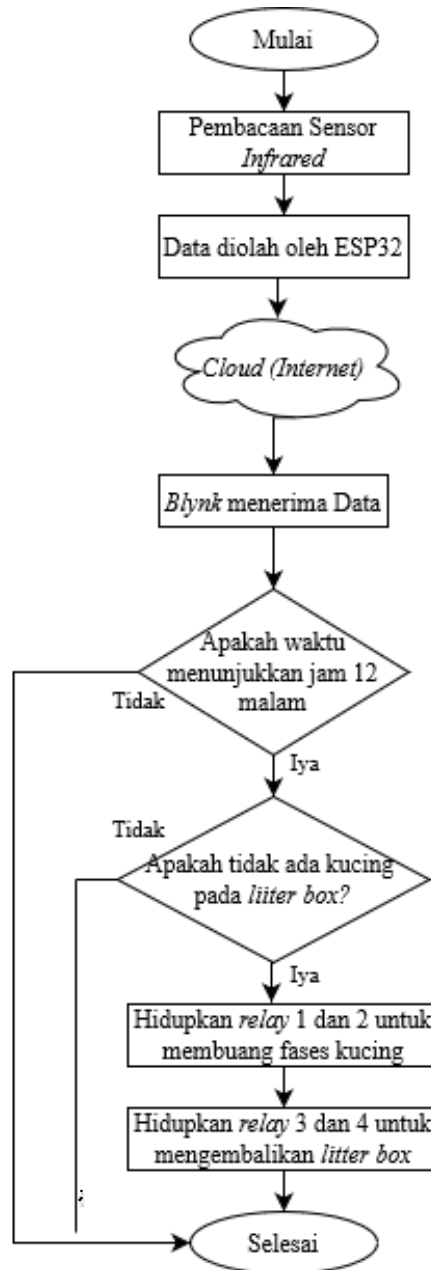 Mulai
Pembacaan Sensor
Infrared
Data diolah oleh ESP32
Cloud (Internet)
Blynk menerima Data
Apakah waktu
menunjukkan jam 12
malam
Tidak
Iya
Tidak
Apakah tidak ada kucing
pada liiter box?
Iya
Hidupkan relay 1 dan 2 untuk
membuang fases kucing
Hidupkan relay 3 dan 4 untuk
mengembalikan litter box
Selesai